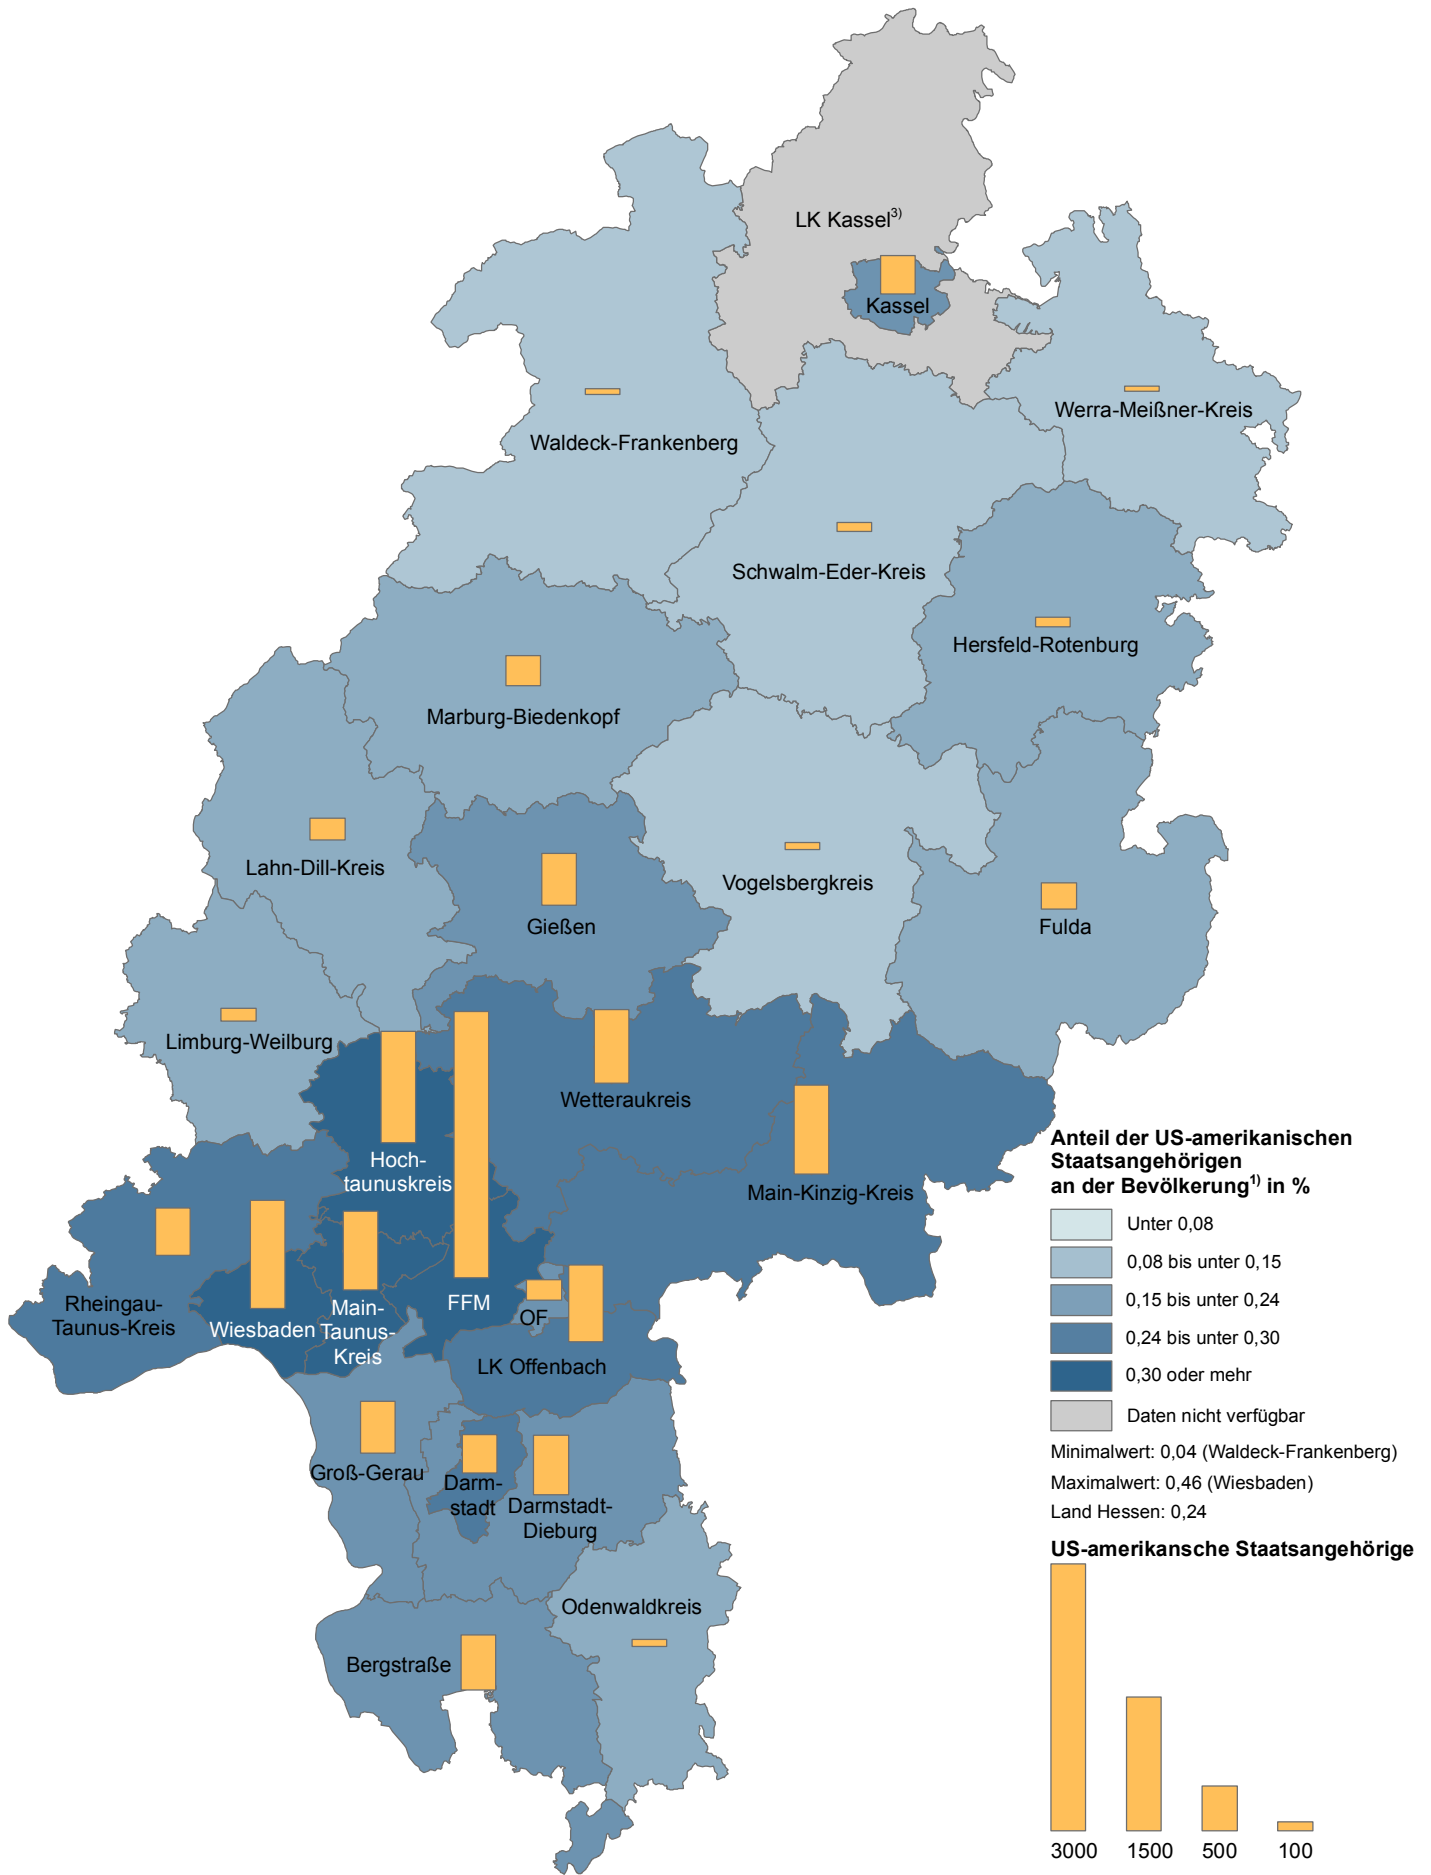 LK Kassel3)
Kassel
Werra-Meißner-Kreis
Waldeck-Frankenberg
Schwalm-Eder-Kreis
Hersfeld-Rotenburg
Marburg-Biedenkopf
Lahn-Dill-Kreis
Vogelsbergkreis
Gießen
Fulda
Limburg-Weilburg
Wetteraukreis
Hoch-
taunuskreis
Main-Kinzig-Kreis
Rheingau-
Taunus-Kreis
Wiesbaden
Main-
Taunus-
Kreis
FFM
OF
LK Offenbach
Groß-Gerau
Darm-
stadt
Darmstadt-
Dieburg
Odenwaldkreis
Bergstraße
Anteil der US-amerikanischen
Staatsangehörigen
an der Bevölkerung1) in %
Unter 0,08
0,08 bis unter 0,15
0,15 bis unter 0,24
0,24 bis unter 0,30
0,30 oder mehr
Daten nicht verfügbar
Minimalwert: 0,04 (Waldeck-Frankenberg)
Maximalwert: 0,46 (Wiesbaden)
Land Hessen: 0,24
US-amerikansche Staatsangehörige
3000 1500 500 100